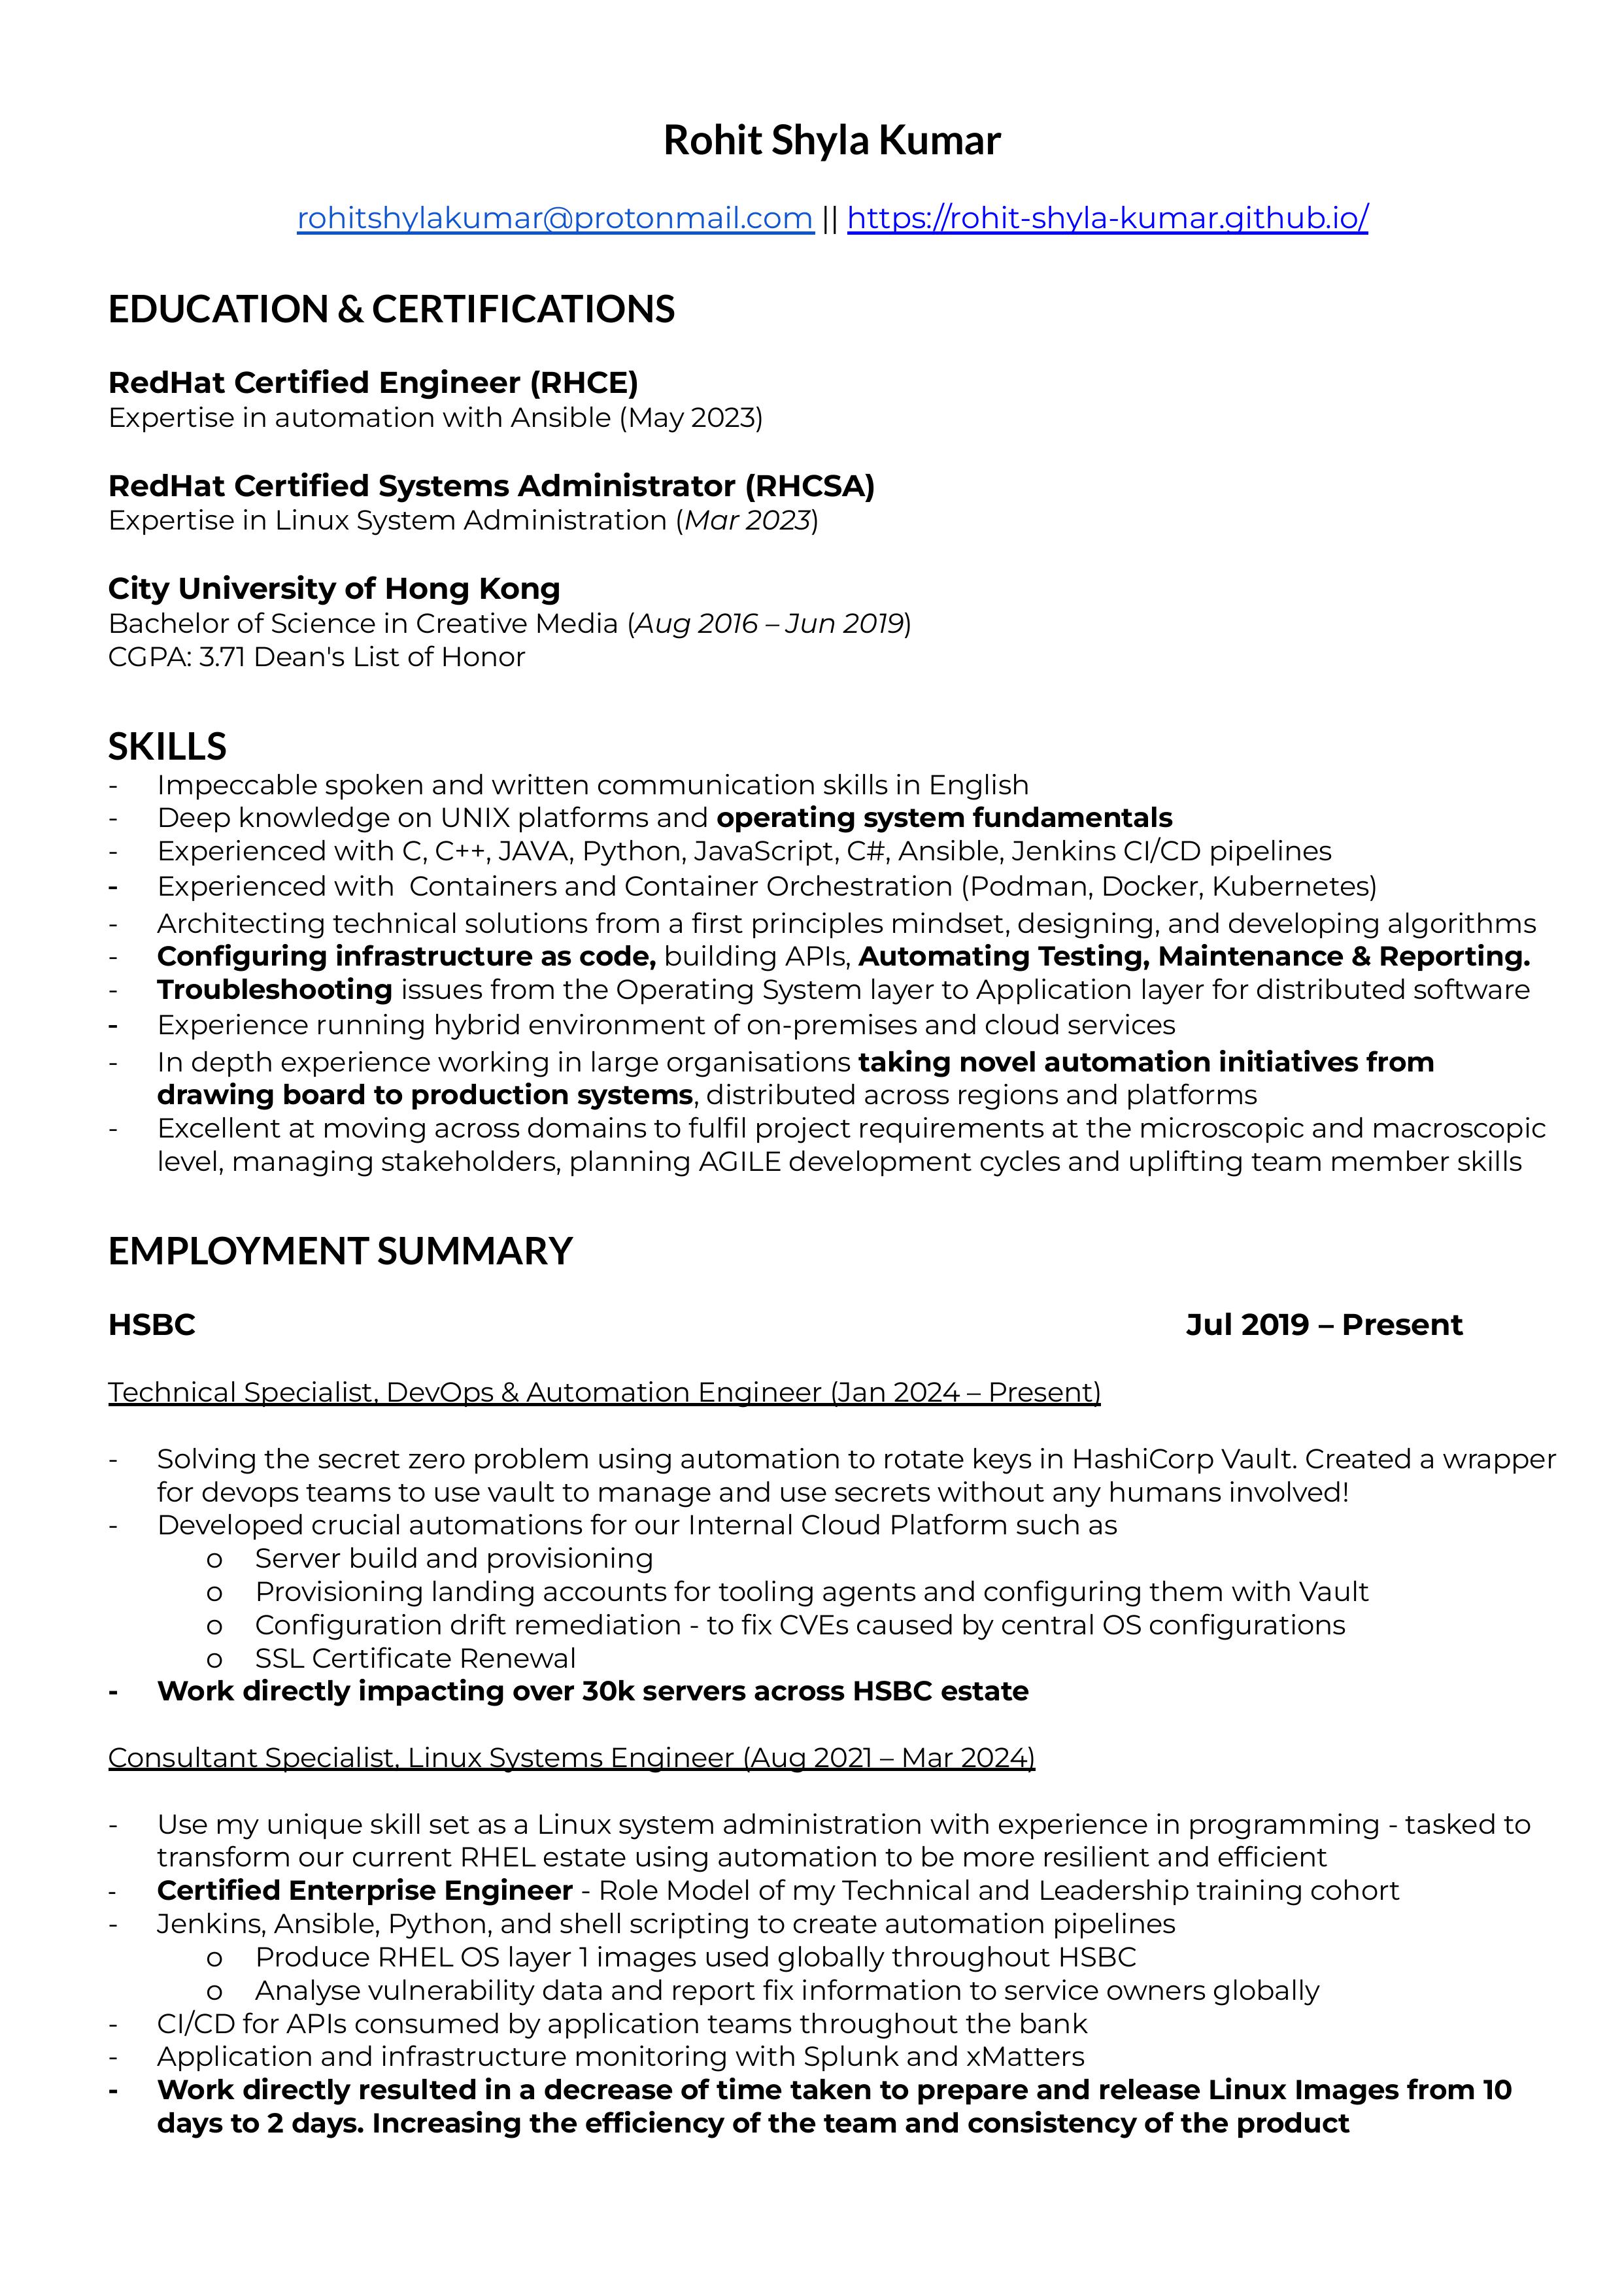 Rohit Shyla Kumar
rohitshylakumar@protonmail.com || https://rohit-shyla-kumar.github.io/
EDUCATION & CERTIFICATIONS
RedHat Certified Engineer (RHCE)
Expertise in automation with Ansible (May 2023)
RedHat Certified Systems Administrator (RHCSA)
Expertise in Linux System Administration (Mar 2023)
City University of Hong Kong
Bachelor of Science in Creative Media (Aug 2016 – Jun 2019)
CGPA: 3.71 Dean's List of Honor
SKILLS
- Impeccable spoken and written communication skills in English
- Deep knowledge on UNIX platforms and operating system fundamentals
- Experienced with C, C++, JAVA, Python, JavaScript, C#, Ansible, Jenkins CI/CD pipelines
- Experienced with  Containers and Container Orchestration (Podman, Docker, Kubernetes)
- Architecting technical solutions from a first principles mindset, designing, and developing algorithms
- Configuring infrastructure as code, building APIs, Automating Testing, Maintenance & Reporting.
- Troubleshooting issues from the Operating System layer to Application layer for distributed software
- Experience running hybrid environment of on-premises and cloud services
- In depth experience working in large organisations taking novel automation initiatives from
drawing board to production systems, distributed across regions and platforms
- Excellent at moving across domains to fulfil project requirements at the microscopic and macroscopic
level, managing stakeholders, planning AGILE development cycles and uplifting team member skills
EMPLOYMENT SUMMARY
HSBC Jul 2019 – Present
Technical Specialist, DevOps & Automation Engineer (Jan 2024 – Present)
- Solving the secret zero problem using automation to rotate keys in HashiCorp Vault. Created a wrapper
for devops teams to use vault to manage and use secrets without any humans involved!
- Developed crucial automations for our Internal Cloud Platform such as
o Server build and provisioning
o Provisioning landing accounts for tooling agents and configuring them with Vault
o Configuration drift remediation - to fix CVEs caused by central OS configurations
o SSL Certificate Renewal
- Work directly impacting over 30k servers across HSBC estate
Consultant Specialist, Linux Systems Engineer (Aug 2021 – Mar 2024)
- Use my unique skill set as a Linux system administration with experience in programming - tasked to
transform our current RHEL estate using automation to be more resilient and efficient
- Certified Enterprise Engineer - Role Model of my Technical and Leadership training cohort
- Jenkins, Ansible, Python, and shell scripting to create automation pipelines
o Produce RHEL OS layer 1 images used globally throughout HSBC
o Analyse vulnerability data and report fix information to service owners globally
- CI/CD for APIs consumed by application teams throughout the bank
- Application and infrastructure monitoring with Splunk and xMatters
- Work directly resulted in a decrease of time taken to prepare and release Linux Images from 10
days to 2 days. Increasing the efficiency of the team and consistency of the product